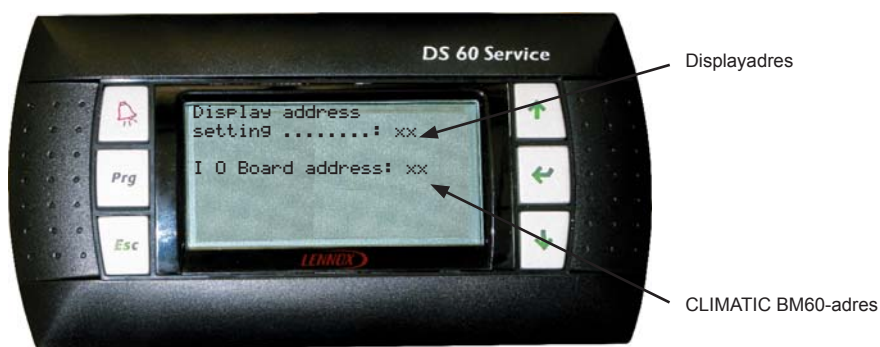 DS 60 Service
Displayadres
Display address
setting ........: xx
I O Board address: xx
Prg
Esc
LENNOX
CLIMATIC BM60-adres